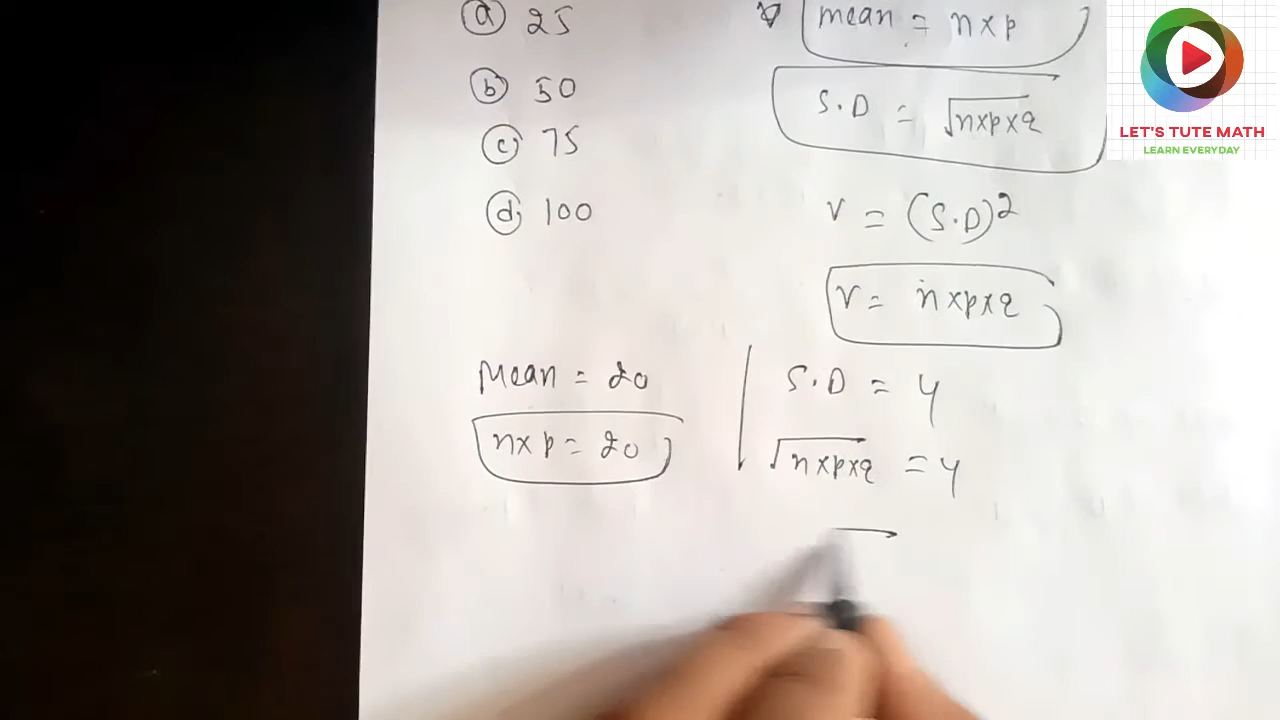 ⓐ 25
ⓑ 50
ⓒ 75
ⓓ 100
mean = n×p
S.D = √n×p×q
V = (S.D)²
V = n×p×q
Mean = 20
n×p = 20
S.D = 4
√n×p×q = 4
LET'S TUTE MATH
LEARN EVERYDAY